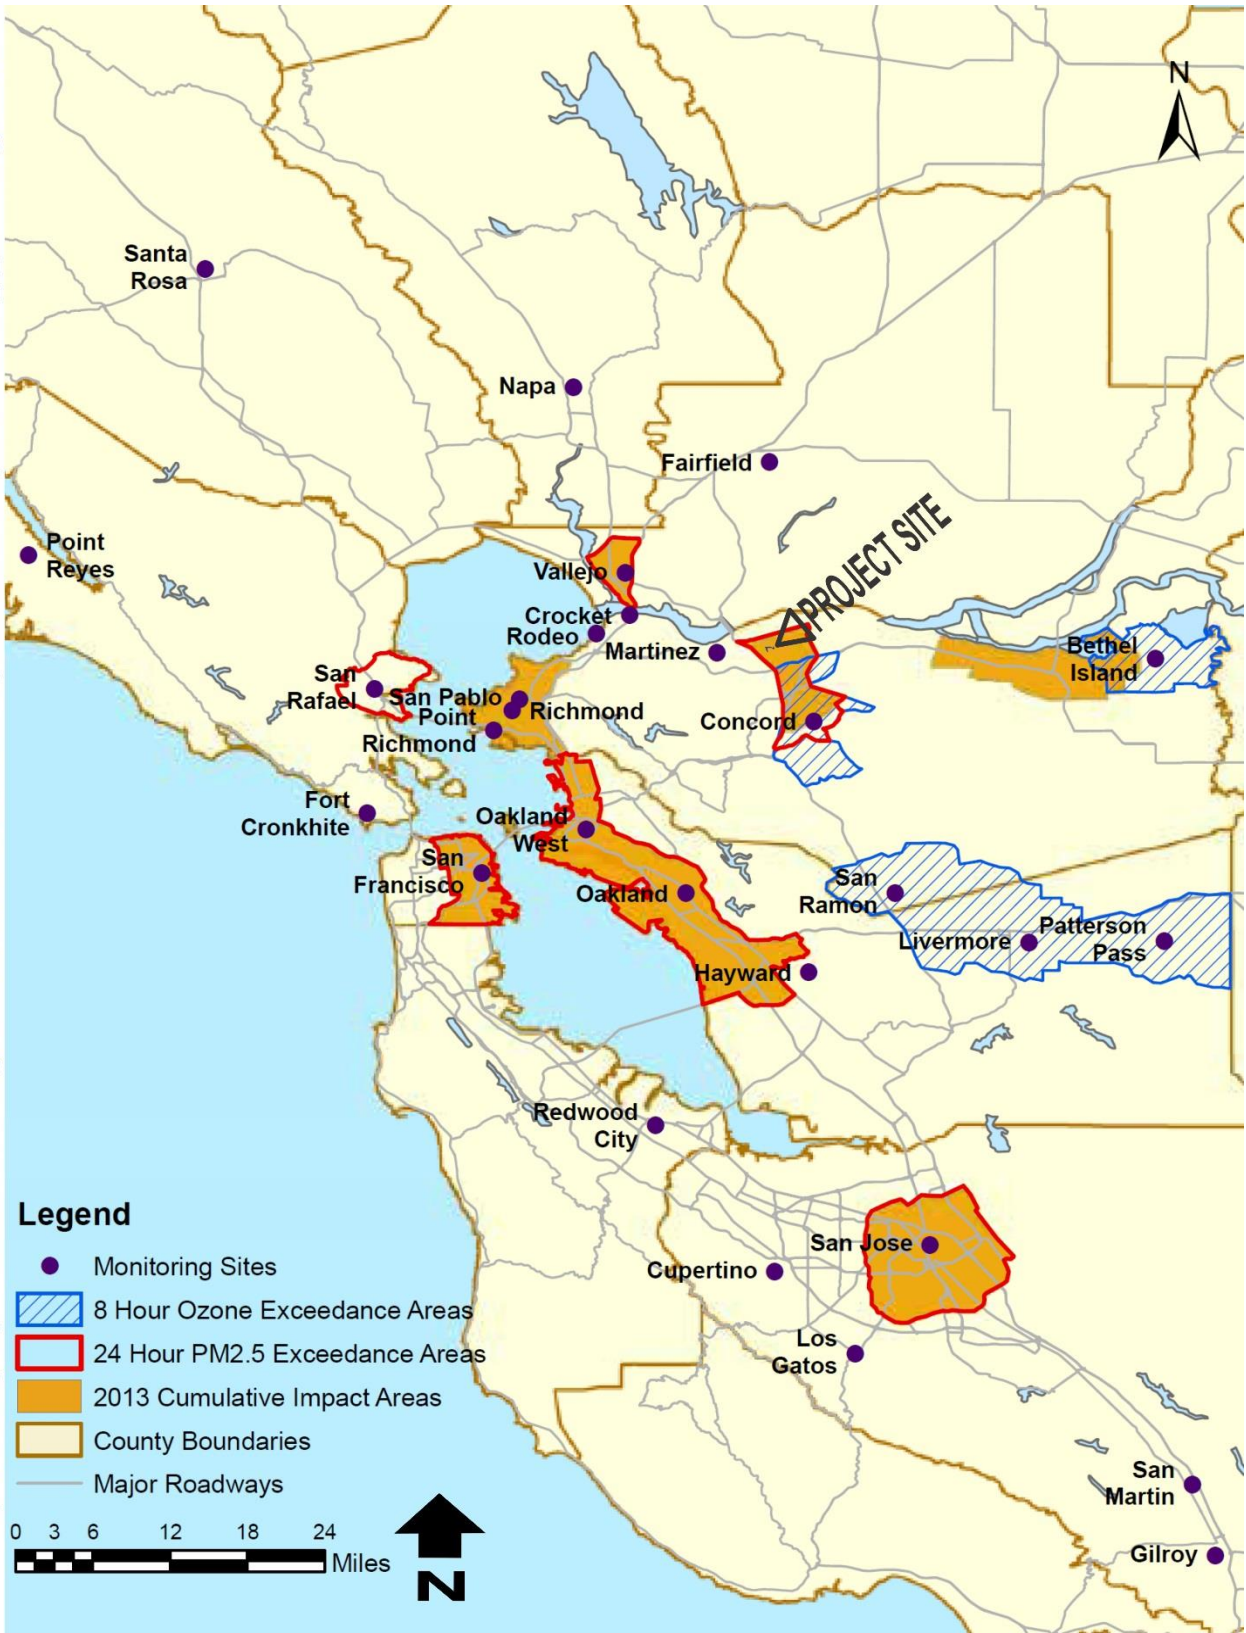 N
Santa
Rosa
Napa
Fairfield
PROJECT SITE
Point
Reyes
Vallejo
Crocket
Rodeo
Martinez
Bethel
Island
San
Rafael
San Pablo
Richmond
Point
Richmond
Concord
Fort
Cronkhite
Oakland
West
San
Francisco
Oakland
San
Ramon
Livermore
Patterson
Pass
Hayward
Redwood
City
San Jose
Cupertino
Los
Gatos
San
Martin
Gilroy
Legend
Monitoring Sites
8 Hour Ozone Exceedance Areas
24 Hour PM2.5 Exceedance Areas
2013 Cumulative Impact Areas
County Boundaries
Major Roadways
0 3 6 12 18 24
Miles
N